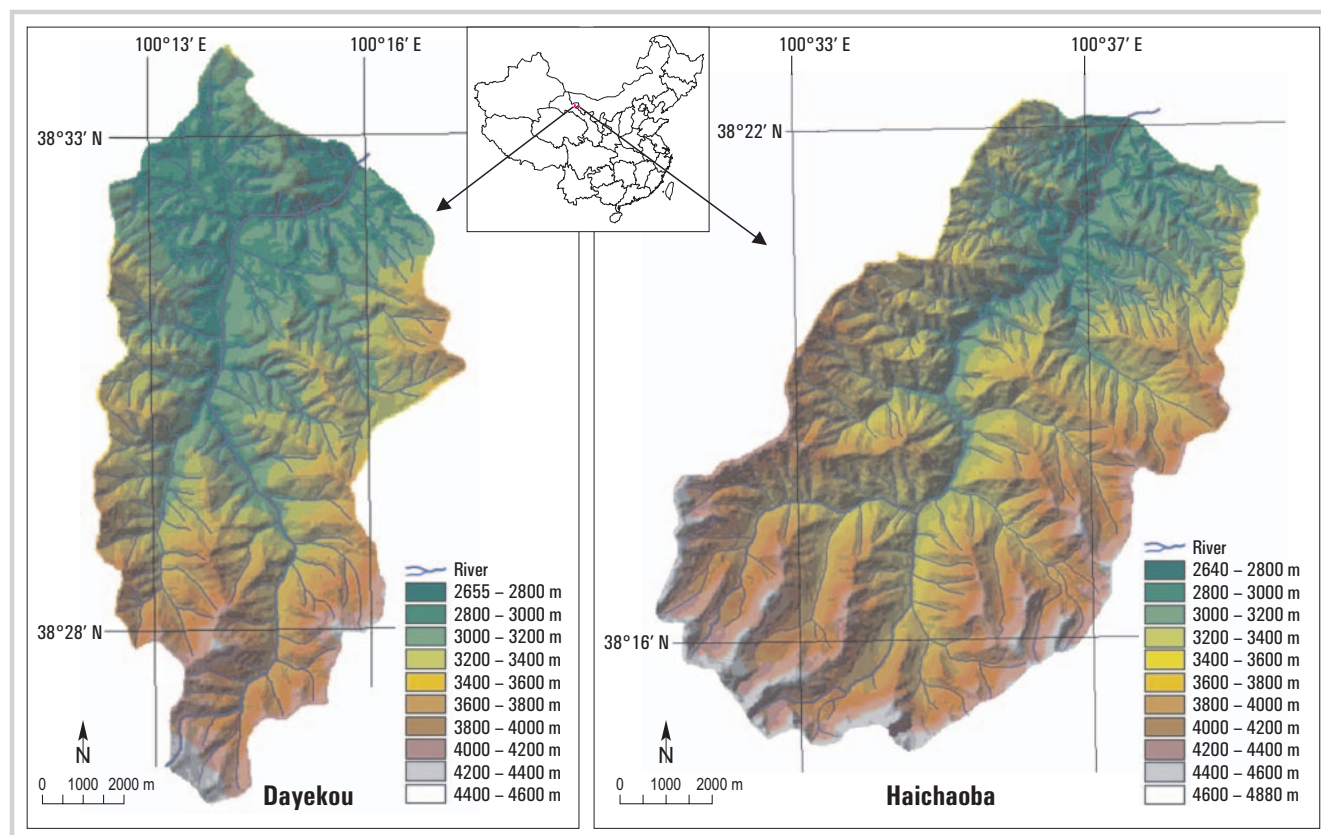 100°13′ E
100°16′ E
38°33′ N
38°28′ N
River
2655 – 2800 m
2800 – 3000 m
3000 – 3200 m
3200 – 3400 m
3400 – 3600 m
3600 – 3800 m
3800 – 4000 m
4000 – 4200 m
4200 – 4400 m
4400 – 4600 m
N
0 1000 2000 m
Dayekou
100°33′ E
100°37′ E
38°22′ N
38°16′ N
River
2640 – 2800 m
2800 – 3000 m
3000 – 3200 m
3200 – 3400 m
3400 – 3600 m
3600 – 3800 m
3800 – 4000 m
4000 – 4200 m
4200 – 4400 m
4400 – 4600 m
4600 – 4880 m
N
0 1000 2000 m
Haichaoba